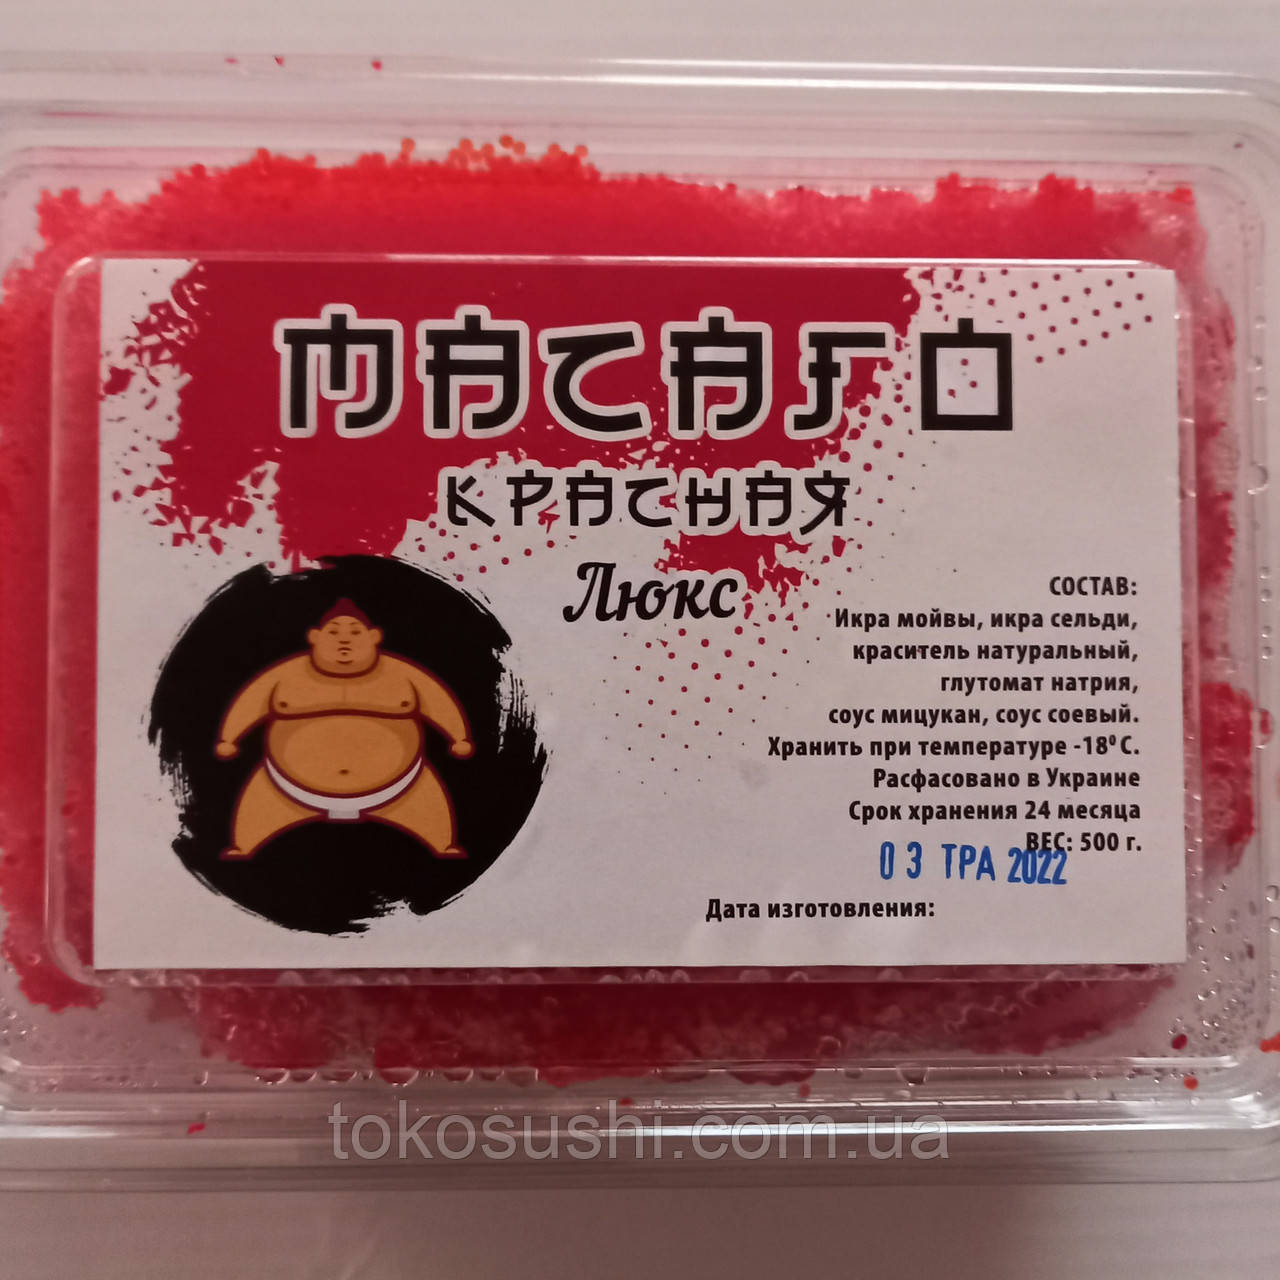 МАСАГО
КРАСНАЯ
Люкс
СОСТАВ:
Икра мойвы, икра сельди,
краситель натуральный,
глутомат натрия,
соус мицукан, соус соевый.
Хранить при температуре -18⁰ С.
Расфасовано в Украине
Срок хранения 24 месяца
ВЕС: 500 г.
03 ТРА 2022
Дата изготовления:
tokosushi.com.ua